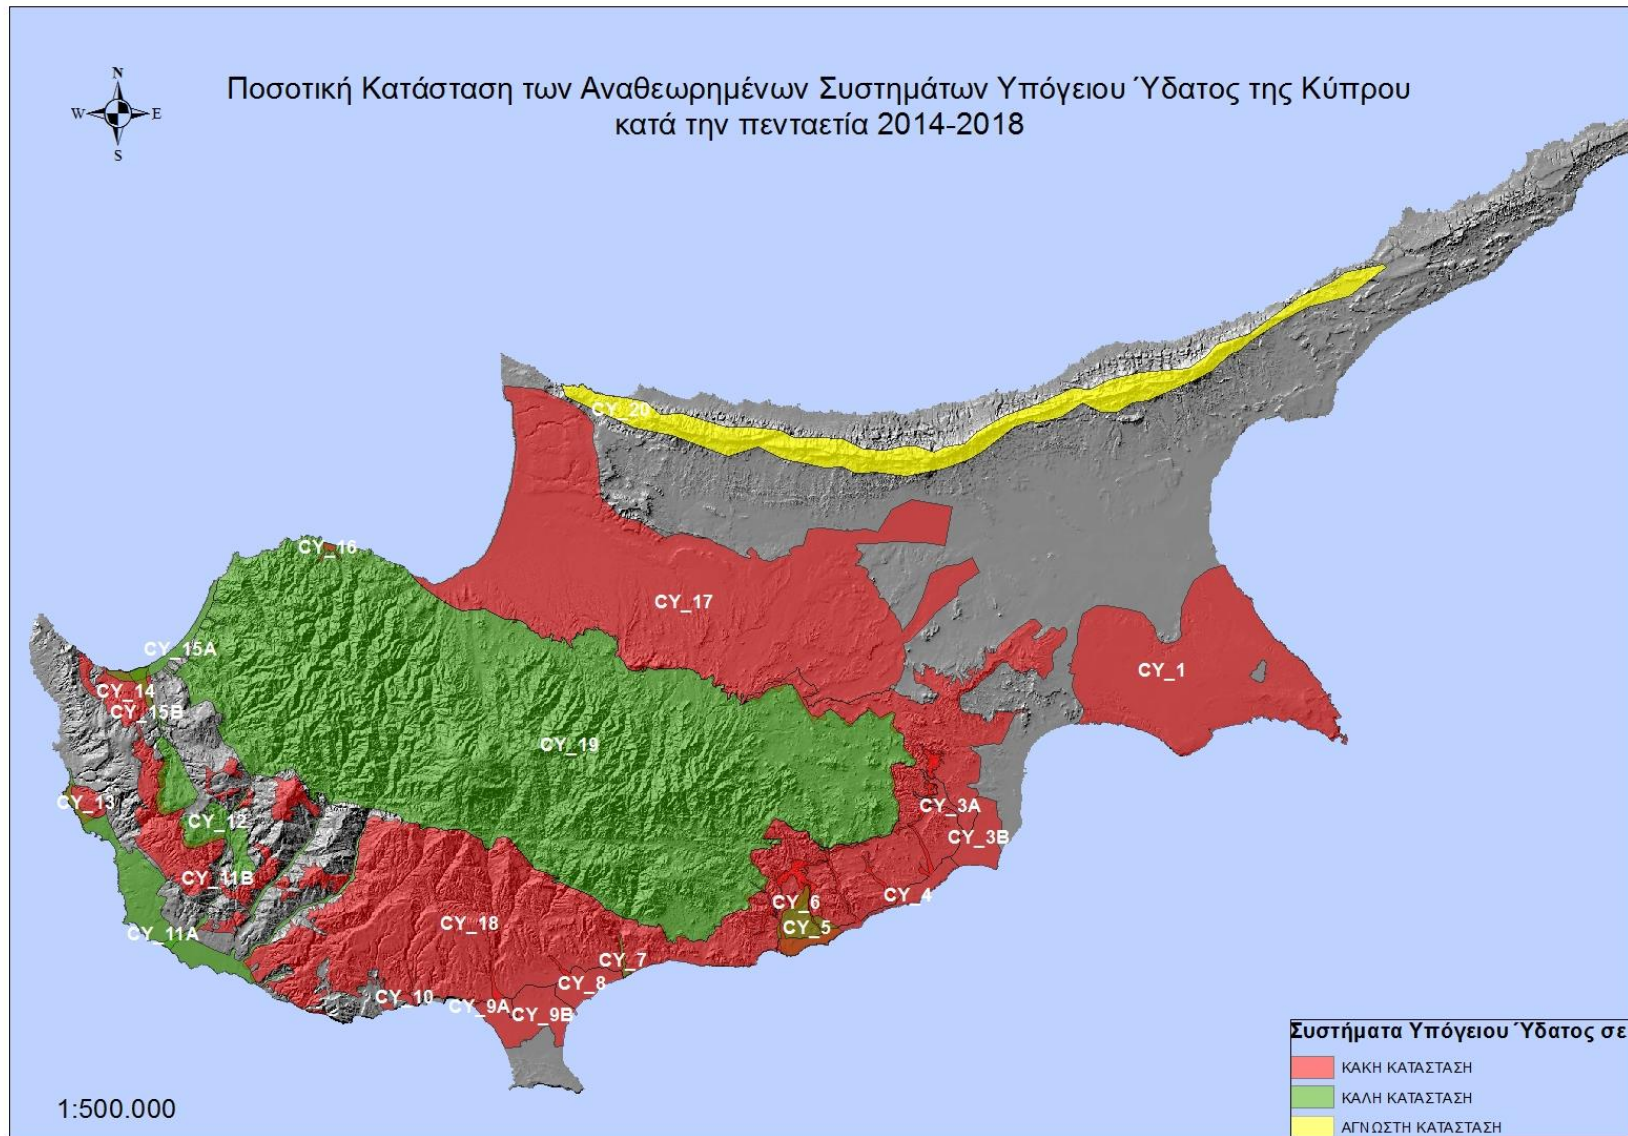 Ποσοτική Κατάσταση των Αναθεωρημένων Συστημάτων Υπόγειου Ύδατος της Κύπρου
κατά την πενταετία 2014-2018
N
W E
S
CY_20
CY_16
CY_17
CY_15A
CY_1
CY_14
CY_15B
CY_19
CY_13
CY_3A
CY_12
CY_3B
CY_11B
CY_4
CY_6
CY_18
CY_5
CY_11A
CY_7
CY_8
CY_10
CY_9A
CY_9B
Συστήματα Υπόγειου Ύδατος σε
ΚΑΚΗ ΚΑΤΑΣΤΑΣΗ
ΚΑΛΗ ΚΑΤΑΣΤΑΣΗ
ΑΓΝΩΣΤΗ ΚΑΤΑΣΤΑΣΗ
1:500.000